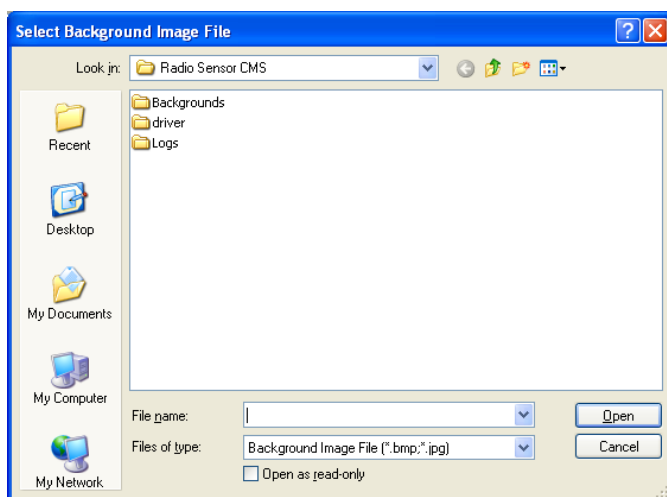 Select Background Image File
Look in: Radio Sensor CMS
Backgrounds
driver
Logs
Recent
Desktop
My Documents
My Computer
My Network
File name: Open
Files of type: Background Image File (*.bmp;*.jpg) Cancel
Open as read-only